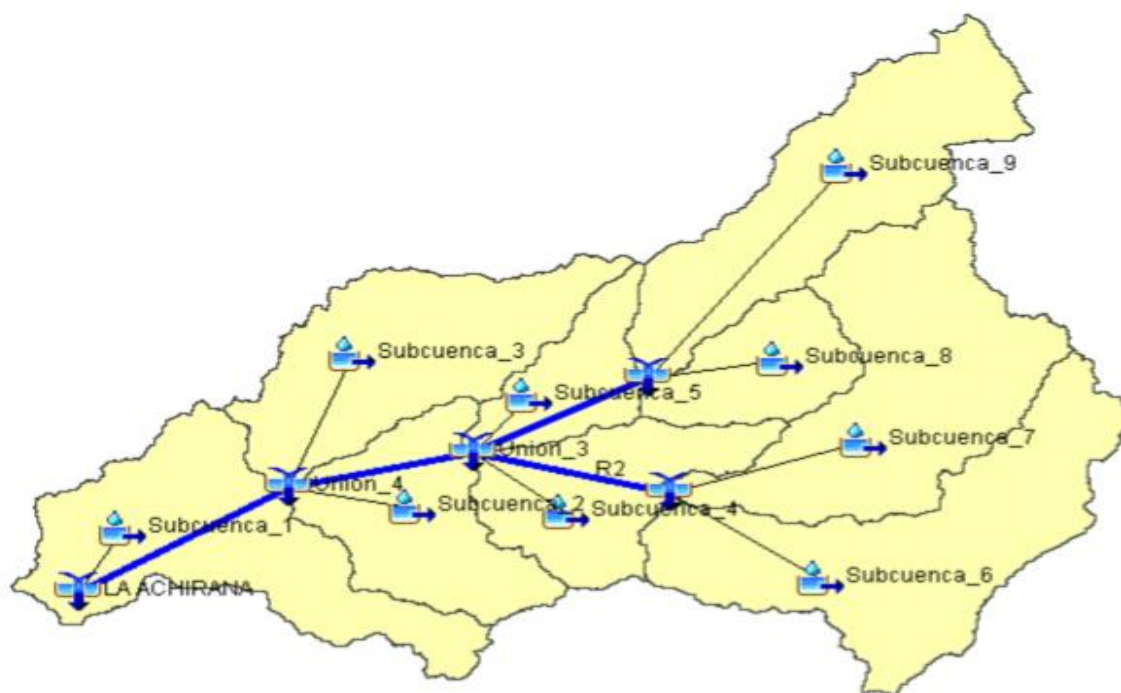 Subcuenca_9
Subcuenca_3
Subcuenca_8
Subcuenca_5
Subcuenca_7
Union_3
R2
Union_4
Subcuenca_2
Subcuenca_4
Subcuenca_1
Subcuenca_6
LA ACHIRANA